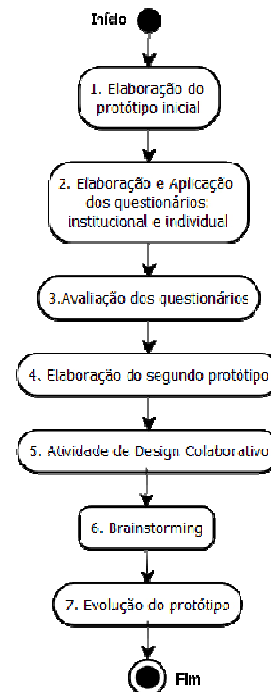 Início
1. Elaboração do
protótipo inicial
2. Elaboração e Aplicação
dos questionários:
institucional e individual
3.Avaliação dos questionários
4. Elaboração do segundo protótipo
5. Atividade de Design Colaborativo
6. Brainstorming
7. Evolução do protótipo
Fim